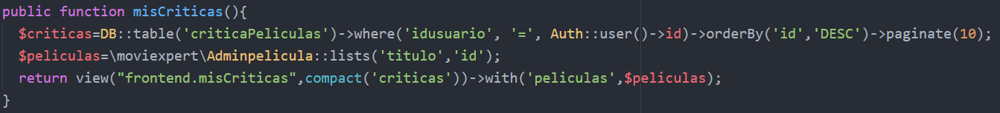 public function misCriticas(){
$criticas=DB::table('criticaPeliculas')->where('idusuario', '=', Auth::user()->id)->orderBy('id','DESC')->paginate(10);
$peliculas=\moviexpert\Adminpelicula::lists('titulo','id');
return view("frontend.misCriticas",compact('criticas'))->with('peliculas',$peliculas);
}